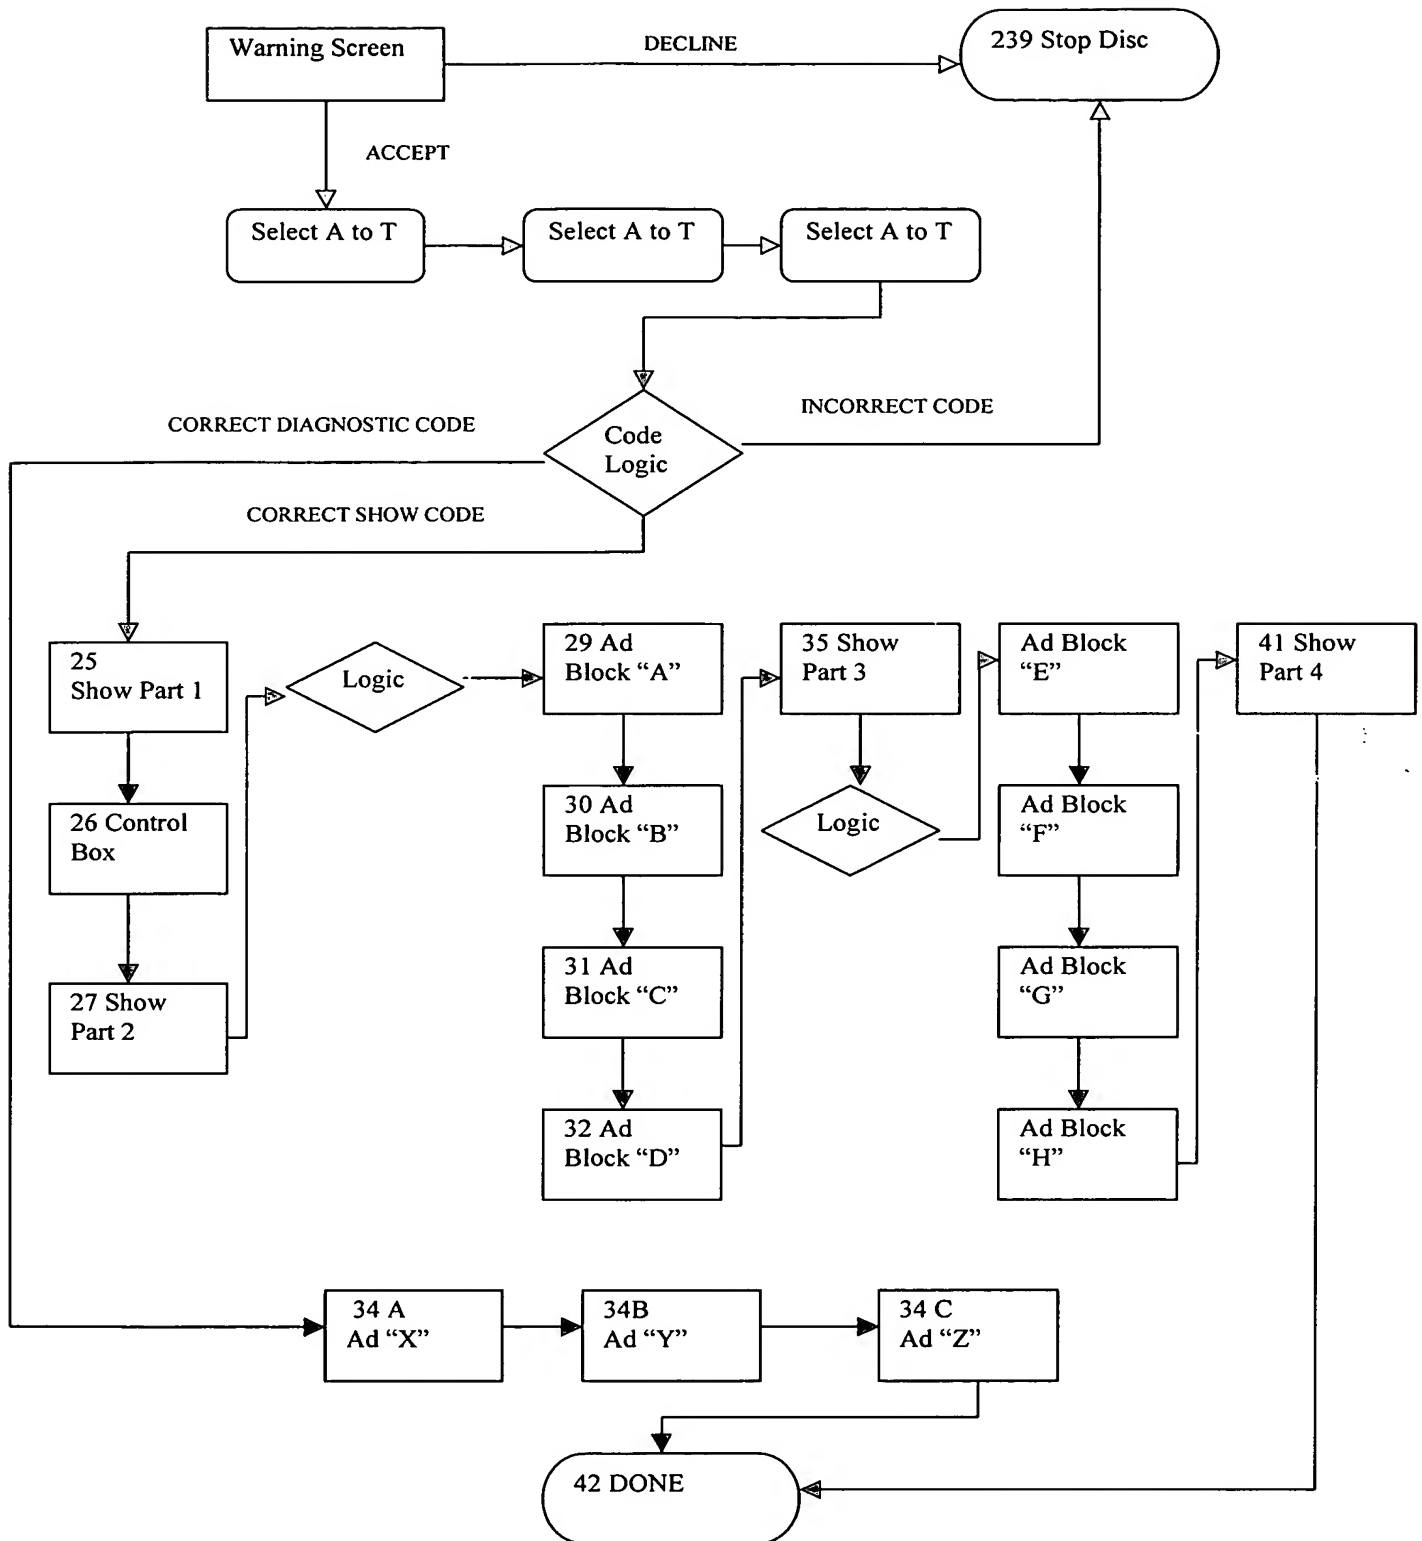 Warning Screen
DECLINE
239 Stop Disc
ACCEPT
Select A to T
Select A to T
Select A to T
INCORRECT CODE
CORRECT DIAGNOSTIC CODE
Code
Logic
CORRECT SHOW CODE
25
Show Part 1
26 Control
Box
27 Show
Part 2
Logic
29 Ad
Block “A”
30 Ad
Block “B”
31 Ad
Block “C”
32 Ad
Block “D”
35 Show
Part 3
Logic
Ad Block
“E”
Ad Block
“F”
Ad Block
“G”
Ad Block
“H”
41 Show
Part 4
34 A
Ad “X”
34B
Ad “Y”
34 C
Ad “Z”
42 DONE